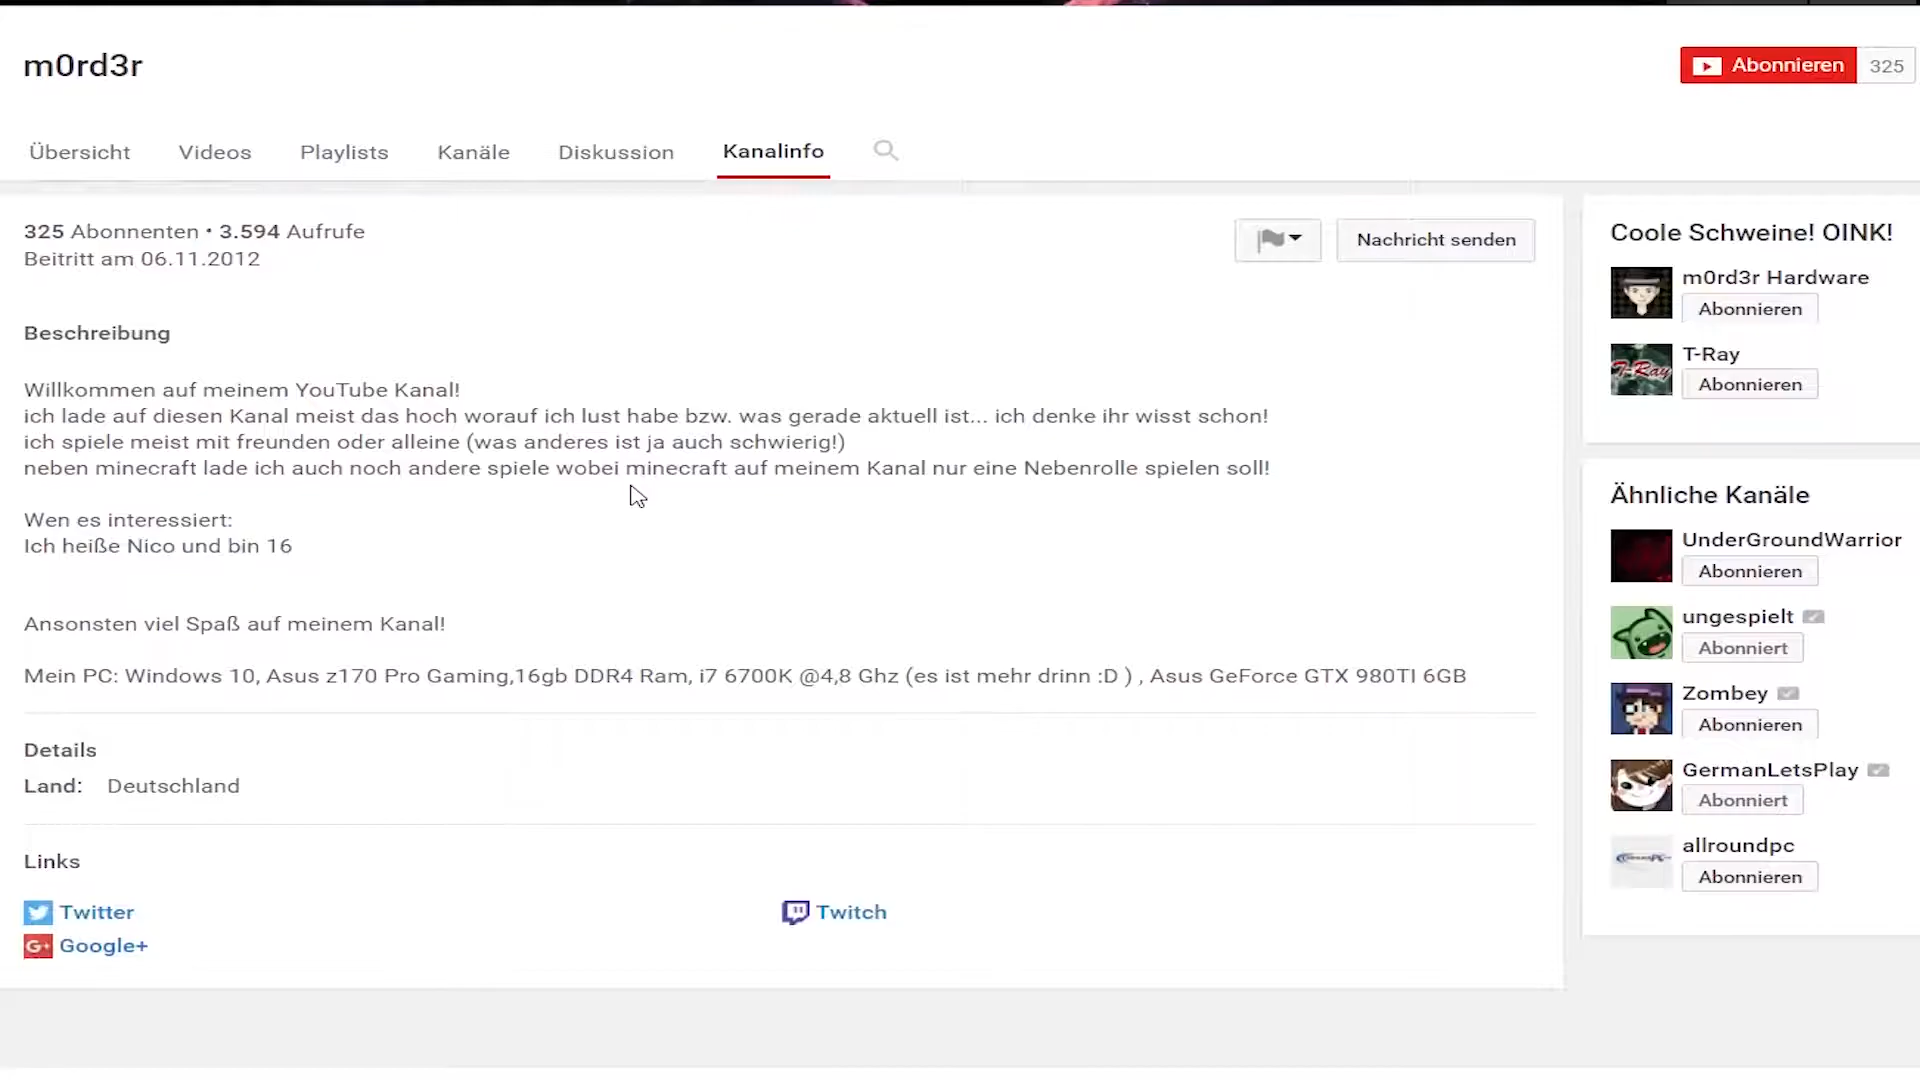 m0rd3r
Abonnieren 325
Übersicht Videos Playlists Kanäle Diskussion Kanalinfo
325 Abonnenten • 3.594 Aufrufe
Beitritt am 06.11.2012
Nachricht senden
Beschreibung
Willkommen auf meinem YouTube Kanal!
ich lade auf diesen Kanal meist das hoch worauf ich lust habe bzw. was gerade aktuell ist... ich denke ihr wisst schon!
ich spiele meist mit freunden oder alleine (was anderes ist ja auch schwierig!)
neben minecraft lade ich auch noch andere spiele wobei minecraft auf meinem Kanal nur eine Nebenrolle spielen soll!
Wen es interessiert:
Ich heiße Nico und bin 16
Ansonsten viel Spaß auf meinem Kanal!
Mein PC: Windows 10, Asus z170 Pro Gaming,16gb DDR4 Ram, i7 6700K @4,8 Ghz (es ist mehr drinn :D ) , Asus GeForce GTX 980TI 6GB
Details
Land: Deutschland
Links
Twitter
Twitch
G+ Google+
Coole Schweine! OINK!
m0rd3r Hardware
Abonnieren
T-Ray
T-Ray
Abonnieren
Ähnliche Kanäle
UnderGroundWarrior
Abonnieren
ungespielt
Abonniert
Zombey
Abonnieren
GermanLetsPlay
Abonniert
allroundpc
Abonnieren